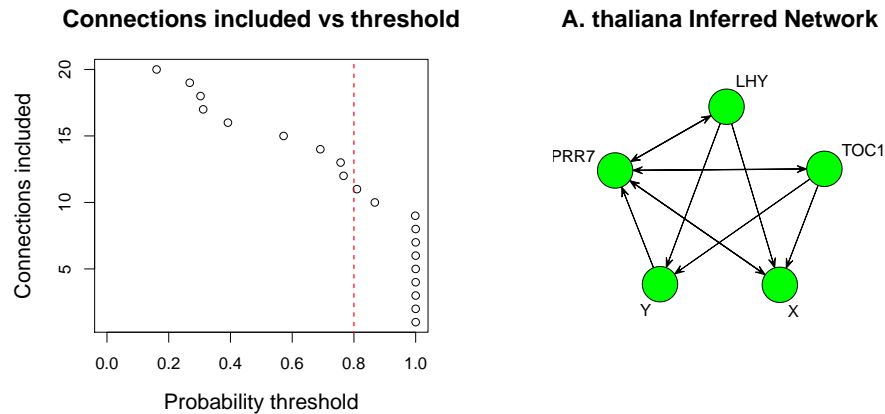 Connections included vs threshold
A. thaliana Inferred Network
Connections included
20
15
10
5
0.0 0.2 0.4 0.6 0.8 1.0
Probability threshold
LHY
PRR7
TOC1
Y
X